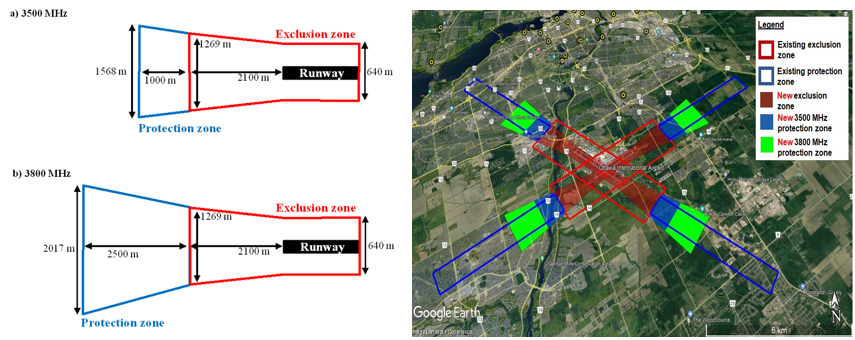 a) 3500 MHz
Exclusion zone
1269 m
1568 m
1000 m
2100 m
Runway
640 m
Protection zone
b) 3800 MHz
Exclusion zone
1269 m
2017 m
2500 m
2100 m
Runway
640 m
Protection zone
Legend
Existing exclusion
zone
Existing protection
zone
New exclusion
zone
New 3500 MHz
protection zone
New 3800 MHz
protection zone
Ottawa International Airport
Google Earth
N
6 km